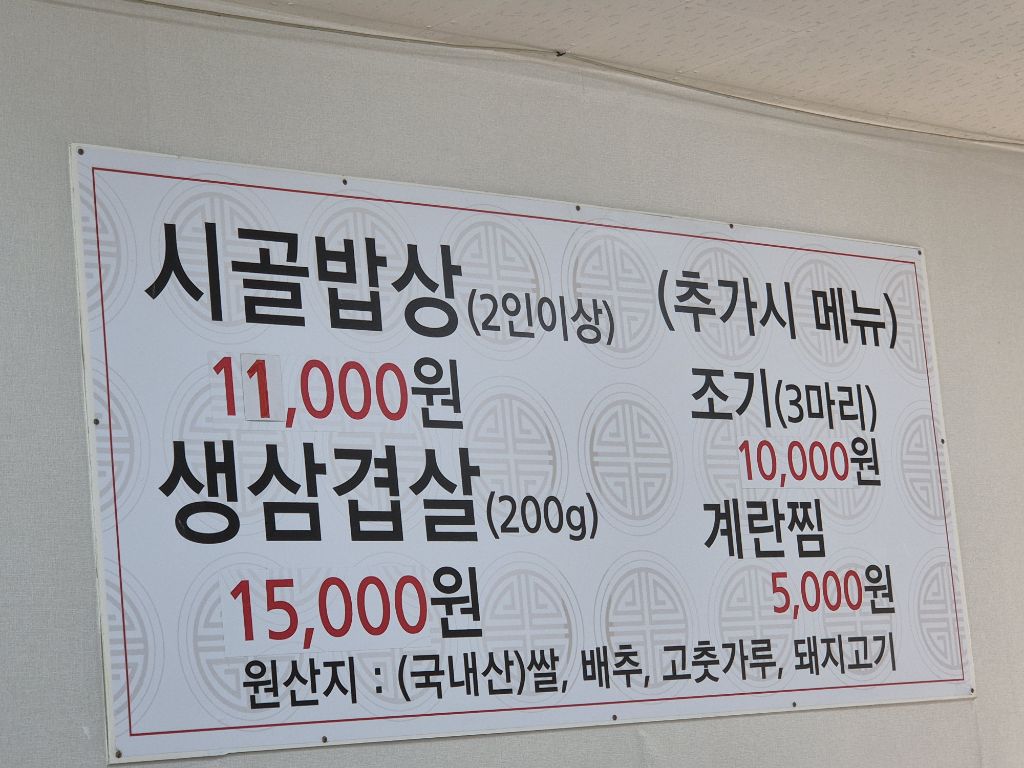 시골밥상(2인이상)
11,000원
생삼겹살(200g)
15,000원
(추가시 메뉴)
조기(3마리)
10,000원
계란찜
5,000원
원산지 : (국내산)쌀, 배추, 고춧가루, 돼지고기